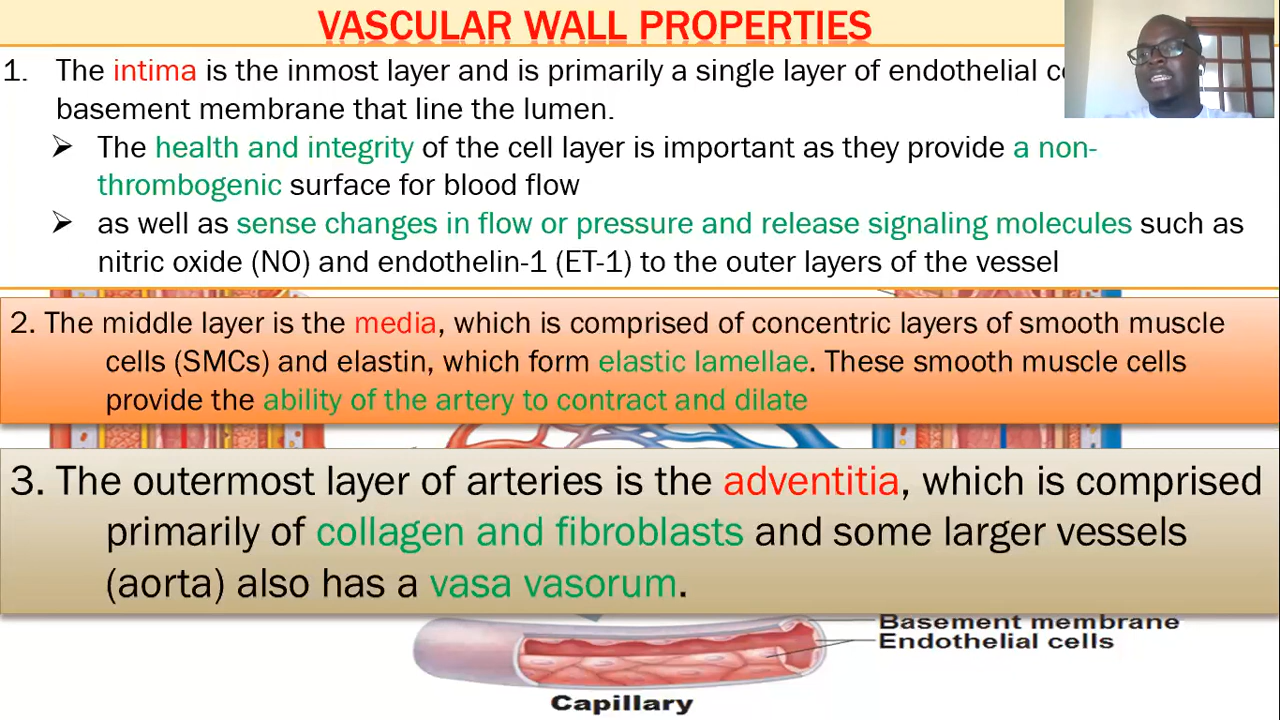 VASCULAR WALL PROPERTIES
1. The intima is the inmost layer and is primarily a single layer of endothelial
basement membrane that line the lumen.
➢ The health and integrity of the cell layer is important as they provide a non-
thrombogenic surface for blood flow
➢ as well as sense changes in flow or pressure and release signaling molecules such as
nitric oxide (NO) and endothelin-1 (ET-1) to the outer layers of the vessel
2. The middle layer is the media, which is comprised of concentric layers of smooth muscle
cells (SMCs) and elastin, which form elastic lamellae. These smooth muscle cells
provide the ability of the artery to contract and dilate
3. The outermost layer of arteries is the adventitia, which is comprised
primarily of collagen and fibroblasts and some larger vessels
(aorta) also has a vasa vasorum.
Basement membrane
Endothelial cells
Capillary